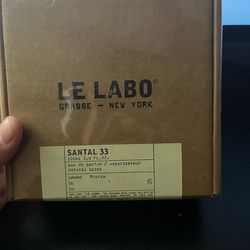 LE LABO®
GRASSE - NEW YORK
SANTAL 33
100ml 3,4 FL.OZ.
eau de parfum / vaporisateur
natural spray
Moscow